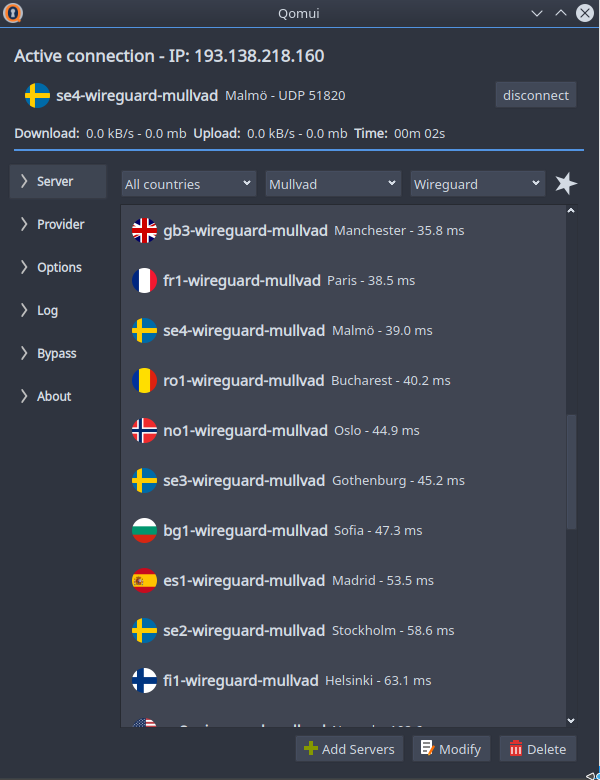 Qomui
Active connection - IP: 193.138.218.160
se4-wireguard-mullvad Malmö - UDP 51820 disconnect
Download: 0.0 kB/s - 0.0 mb Upload: 0.0 kB/s - 0.0 mb Time: 00m 02s
Server
Provider
Options
Log
Bypass
About
All countries Mullvad Wireguard
gb3-wireguard-mullvad Manchester - 35.8 ms
fr1-wireguard-mullvad Paris - 38.5 ms
se4-wireguard-mullvad Malmö - 39.0 ms
ro1-wireguard-mullvad Bucharest - 40.2 ms
no1-wireguard-mullvad Oslo - 44.9 ms
se3-wireguard-mullvad Gothenburg - 45.2 ms
bg1-wireguard-mullvad Sofia - 47.3 ms
es1-wireguard-mullvad Madrid - 53.5 ms
se2-wireguard-mullvad Stockholm - 58.6 ms
fi1-wireguard-mullvad Helsinki - 63.1 ms
Add Servers Modify Delete